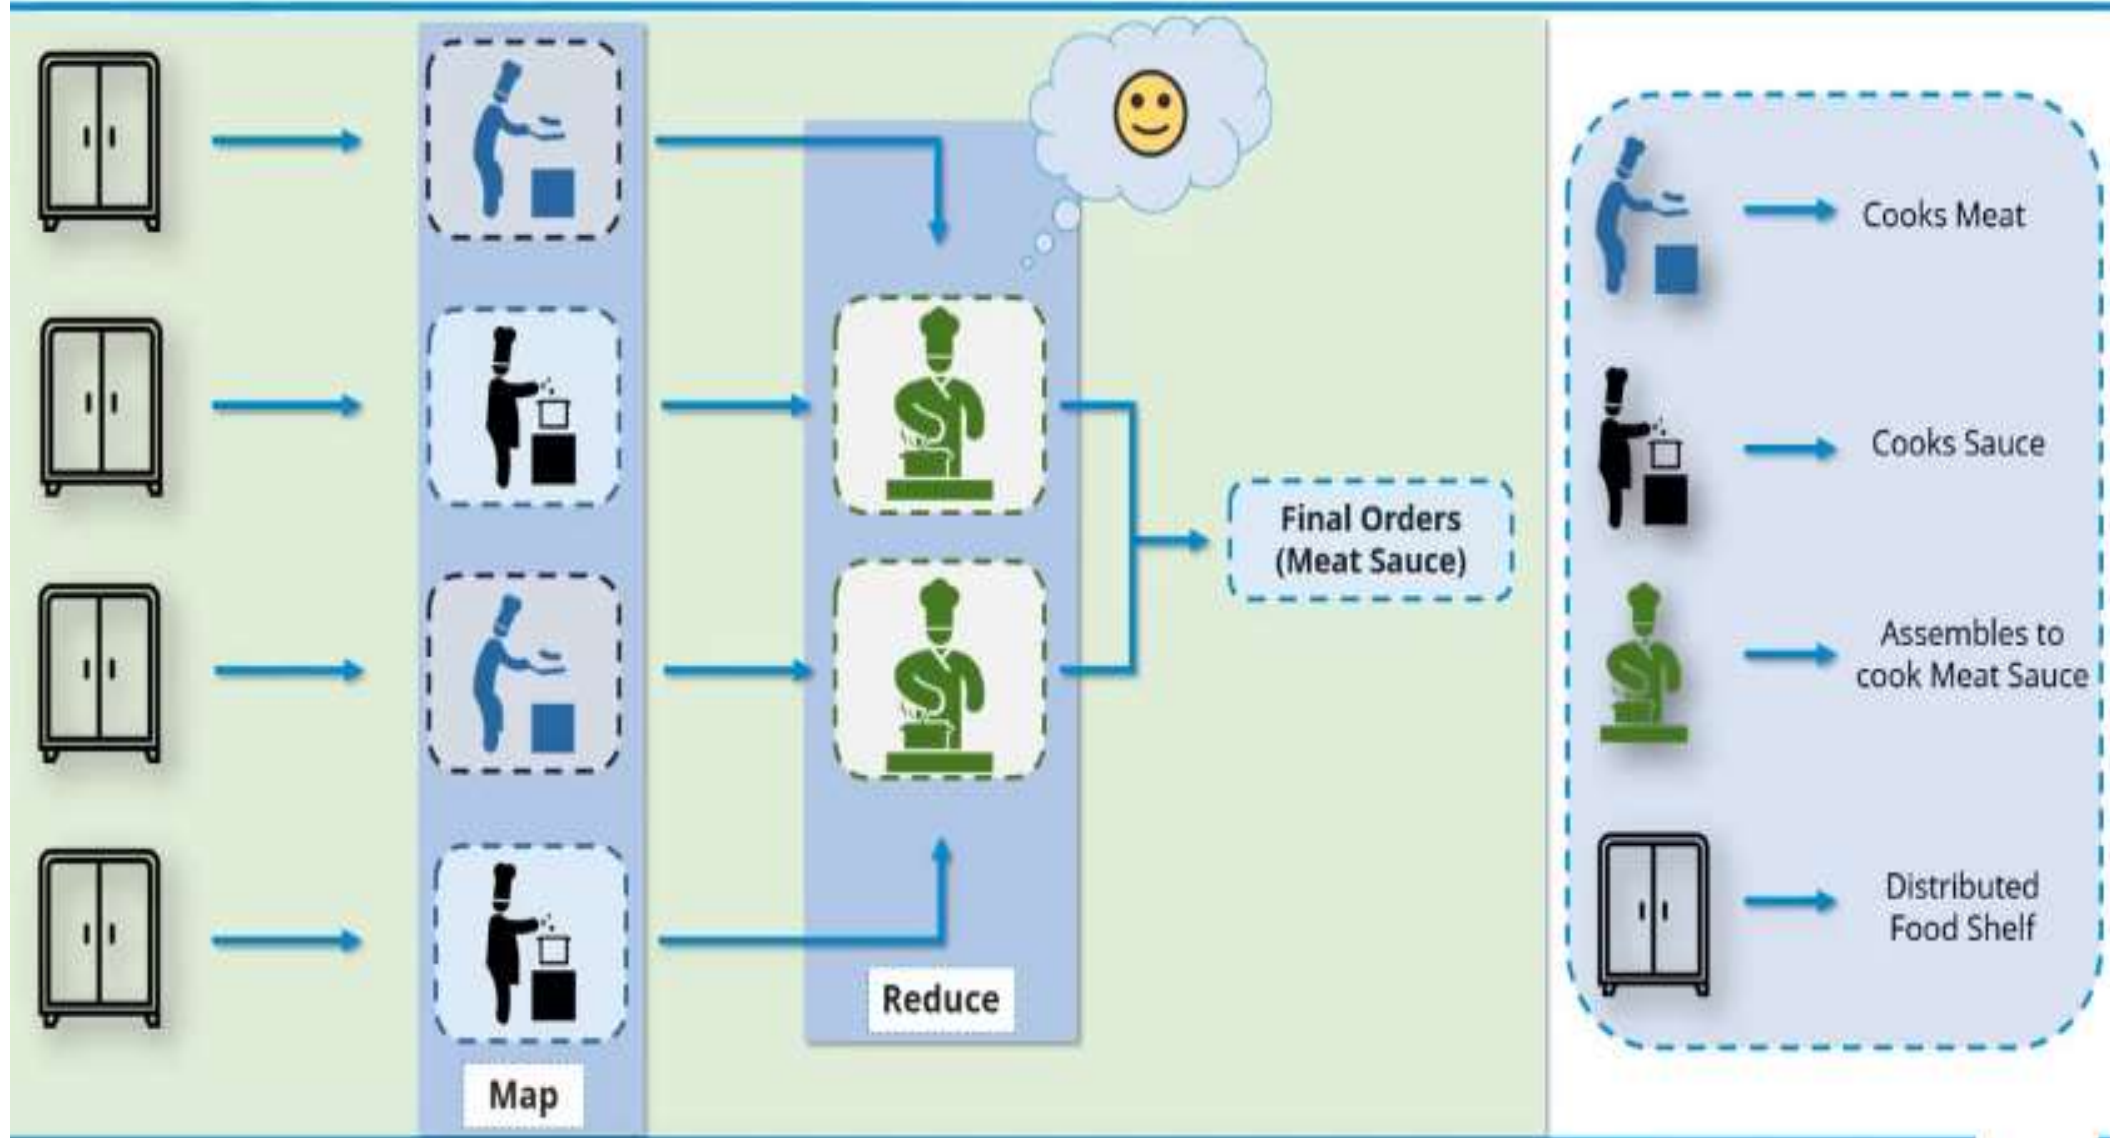 Final Orders
(Meat Sauce)
Reduce
Map
Cooks Meat
Cooks Sauce
Assembles to
cook Meat Sauce
Distributed
Food Shelf